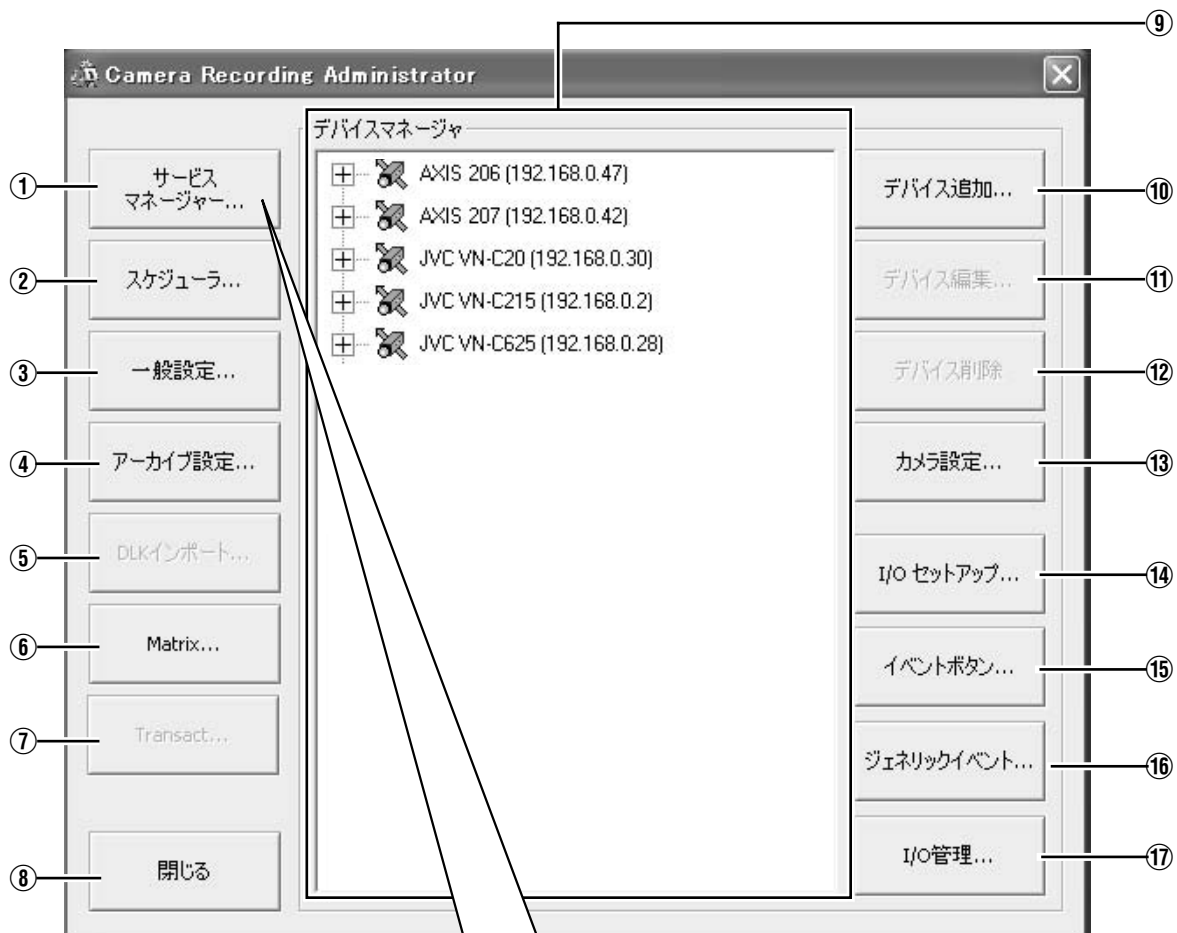 ⑨
Camera Recording Administrator
デバイスマネージャ
① サービス
マネージャー...
② スケジューラ...
③ 一般設定...
④ アーカイブ設定...
⑤ DLKインポート...
⑥ Matrix...
⑦ Transact...
⑧ 閉じる
AXIS 206 (192.168.0.47)
AXIS 207 (192.168.0.42)
JVC VN-C20 (192.168.0.30)
JVC VN-C215 (192.168.0.2)
JVC VN-C625 (192.168.0.28)
デバイス追加... ⑩
デバイス編集... ⑪
デバイス削除 ⑫
カメラ設定... ⑬
I/O セットアップ... ⑭
イベントボタン... ⑮
ジェネリックイベント... ⑯
I/O管理... ⑰